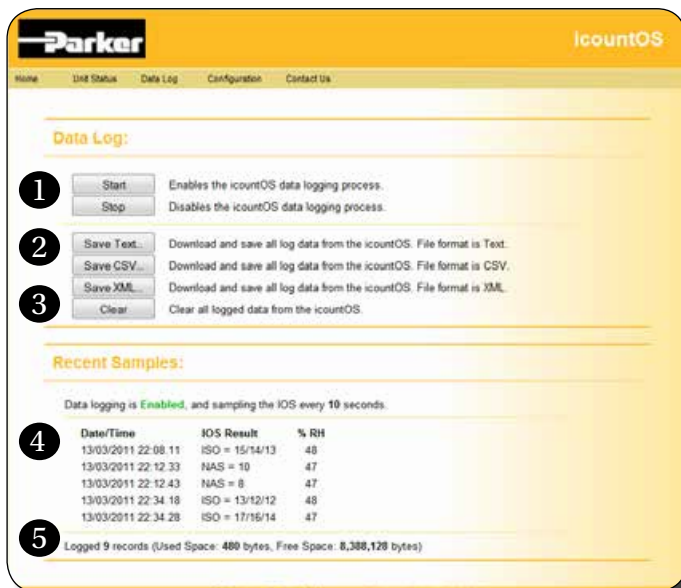 Parker
IcountOS
Home Unit Status Data Log Configuration Contact Us
Data Log:
1 Start Enables the icountOS data logging process.
Stop Disables the icountOS data logging process.
2 Save Text... Download and save all log data from the icountOS. File format is Text.
Save CSV... Download and save all log data from the icountOS. File format is CSV.
Save XML... Download and save all log data from the icountOS. File format is XML.
3 Clear Clear all logged data from the icountOS.
Recent Samples:
Data logging is Enabled, and sampling the IOS every 10 seconds.
4 Date/Time IOS Result % RH
13/03/2011 22:08.11 ISO = 15/14/13 48
13/03/2011 22:12.33 NAS = 10 47
13/03/2011 22:12.43 NAS = 8 47
13/03/2011 22:34.18 ISO = 13/12/12 48
13/03/2011 22:34.28 ISO = 17/16/14 47
5 Logged 9 records (Used Space: 480 bytes, Free Space: 8,388,128 bytes)